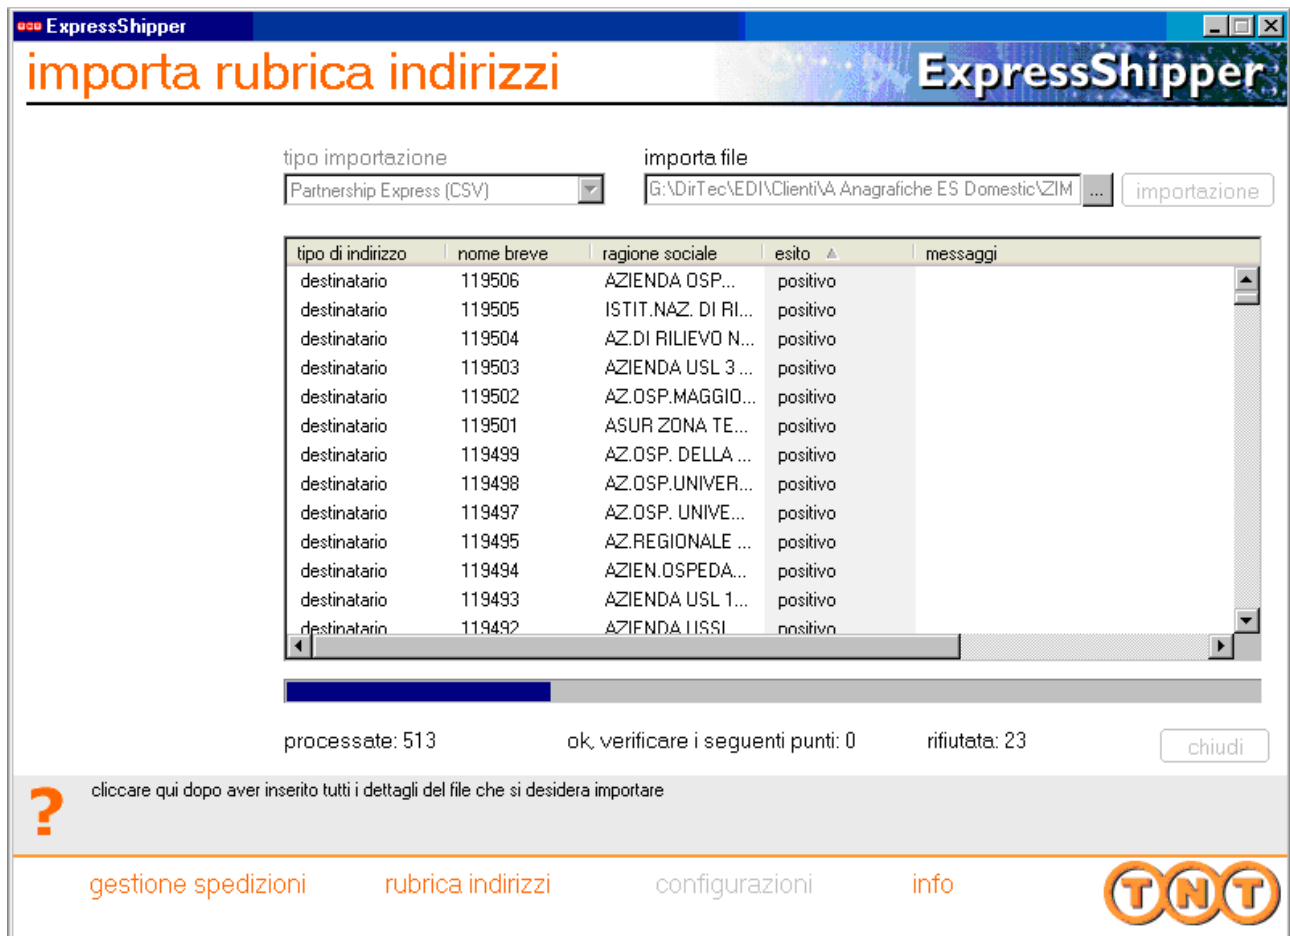 ExpressShipper
importa rubrica indirizzi
ExpressShipper
tipo importazione
importa file
Partnership Express (CSV)
G:\DirTec\EDI\Clienti\A Anagrafiche ES Domestic\ZIM
...
importazione
tipo di indirizzo nome breve ragione sociale esito messaggi
destinatario 119506 AZIENDA OSP... positivo
destinatario 119505 ISTIT.NAZ. DI RI... positivo
destinatario 119504 AZ.DI RILIEVO N... positivo
destinatario 119503 AZIENDA USL 3 ... positivo
destinatario 119502 AZ.OSP.MAGGIO... positivo
destinatario 119501 ASUR ZONA TE... positivo
destinatario 119499 AZ.OSP. DELLA ... positivo
destinatario 119498 AZ.OSP.UNIVER... positivo
destinatario 119497 AZ.OSP. UNIVE... positivo
destinatario 119495 AZ.REGIONALE ... positivo
destinatario 119494 AZIEN.OSPEDA... positivo
destinatario 119493 AZIENDA USL 1... positivo
destinatario 119492 AZIENDA USSL positivo
processate: 513 ok, verificare i seguenti punti: 0 rifiutata: 23
chiudi
? cliccare qui dopo aver inserito tutti i dettagli del file che si desidera importare
gestione spedizioni rubrica indirizzi configurazioni info
TNT